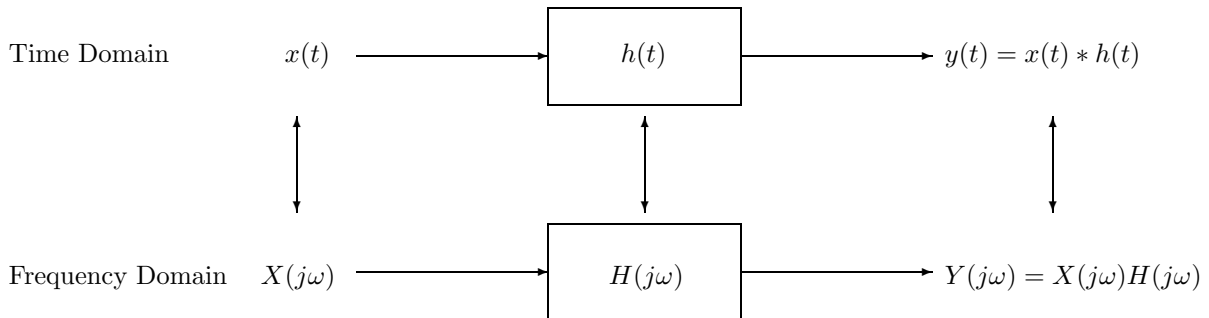 Time Domain x(t) h(t) y(t) = x(t) ∗ h(t)
Frequency Domain X(jω) H(jω) Y(jω) = X(jω)H(jω)